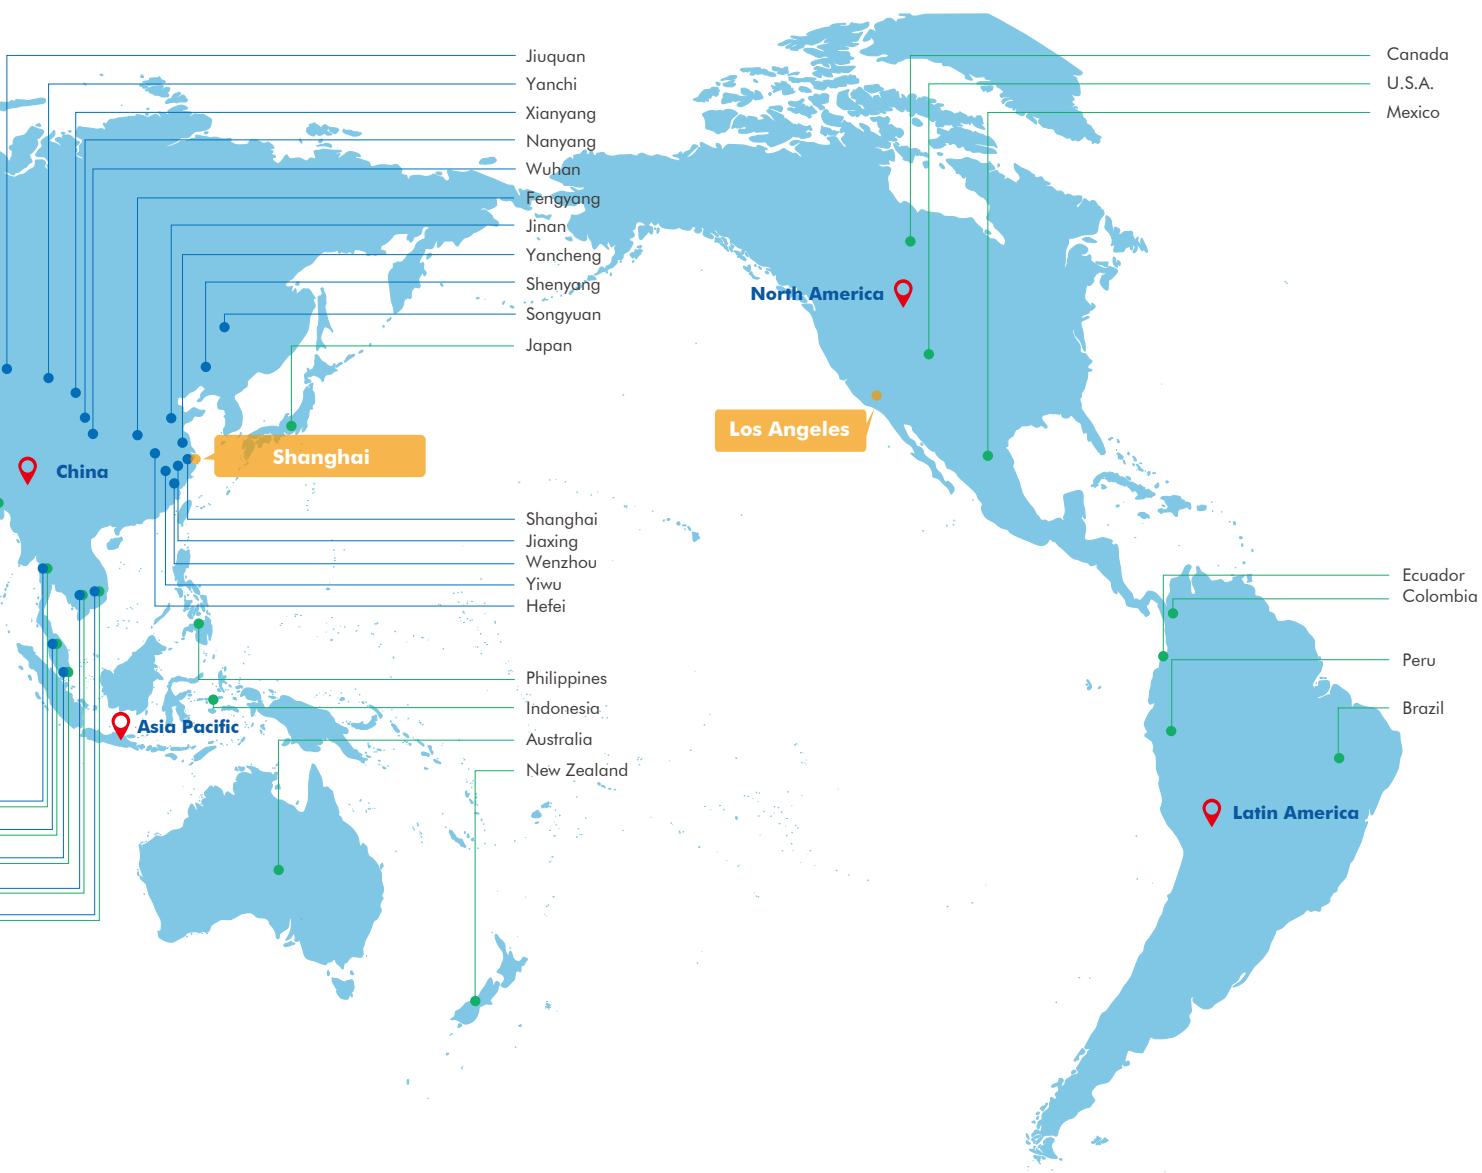 Jiuquan
Yanchi
Xianyang
Nanyang
Wuhan
Fengyang
Jinan
Yancheng
Shenyang
Songyuan
Japan
Canada
U.S.A.
Mexico
North America
Los Angeles
Shanghai
China
Shanghai
Jiaxing
Wenzhou
Yiwu
Hefei
Philippines
Indonesia
Asia Pacific
Australia
New Zealand
Ecuador
Colombia
Peru
Brazil
Latin America